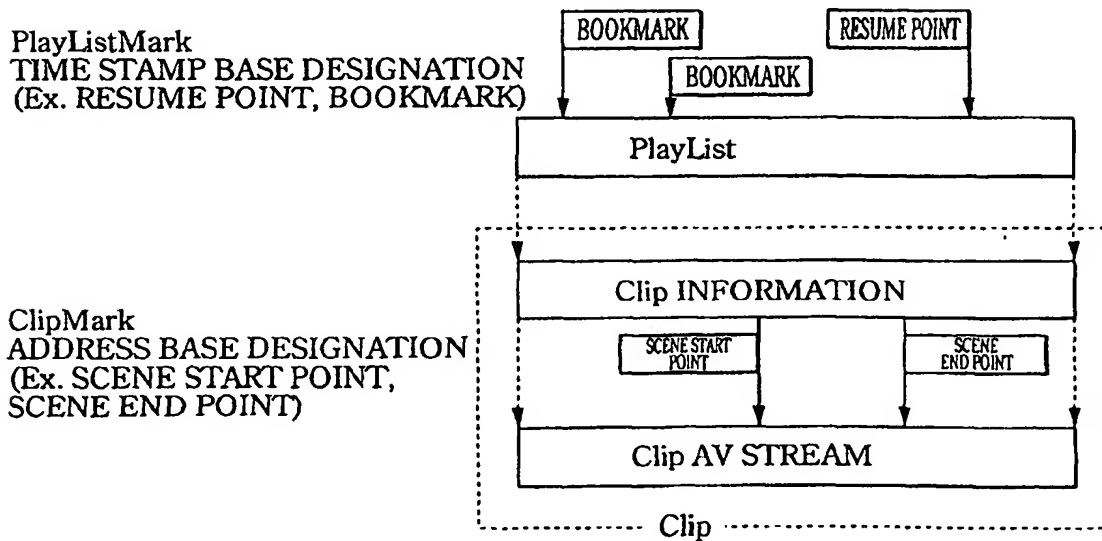 PlayListMark
TIME STAMP BASE DESIGNATION
(Ex. RESUME POINT, BOOKMARK)
BOOKMARK
RESUME POINT
BOOKMARK
PlayList
Clip INFORMATION
ClipMark
ADDRESS BASE DESIGNATION
(Ex. SCENE START POINT,
SCENE END POINT)
SCENE START
POINT
SCENE
END POINT
Clip AV STREAM
Clip